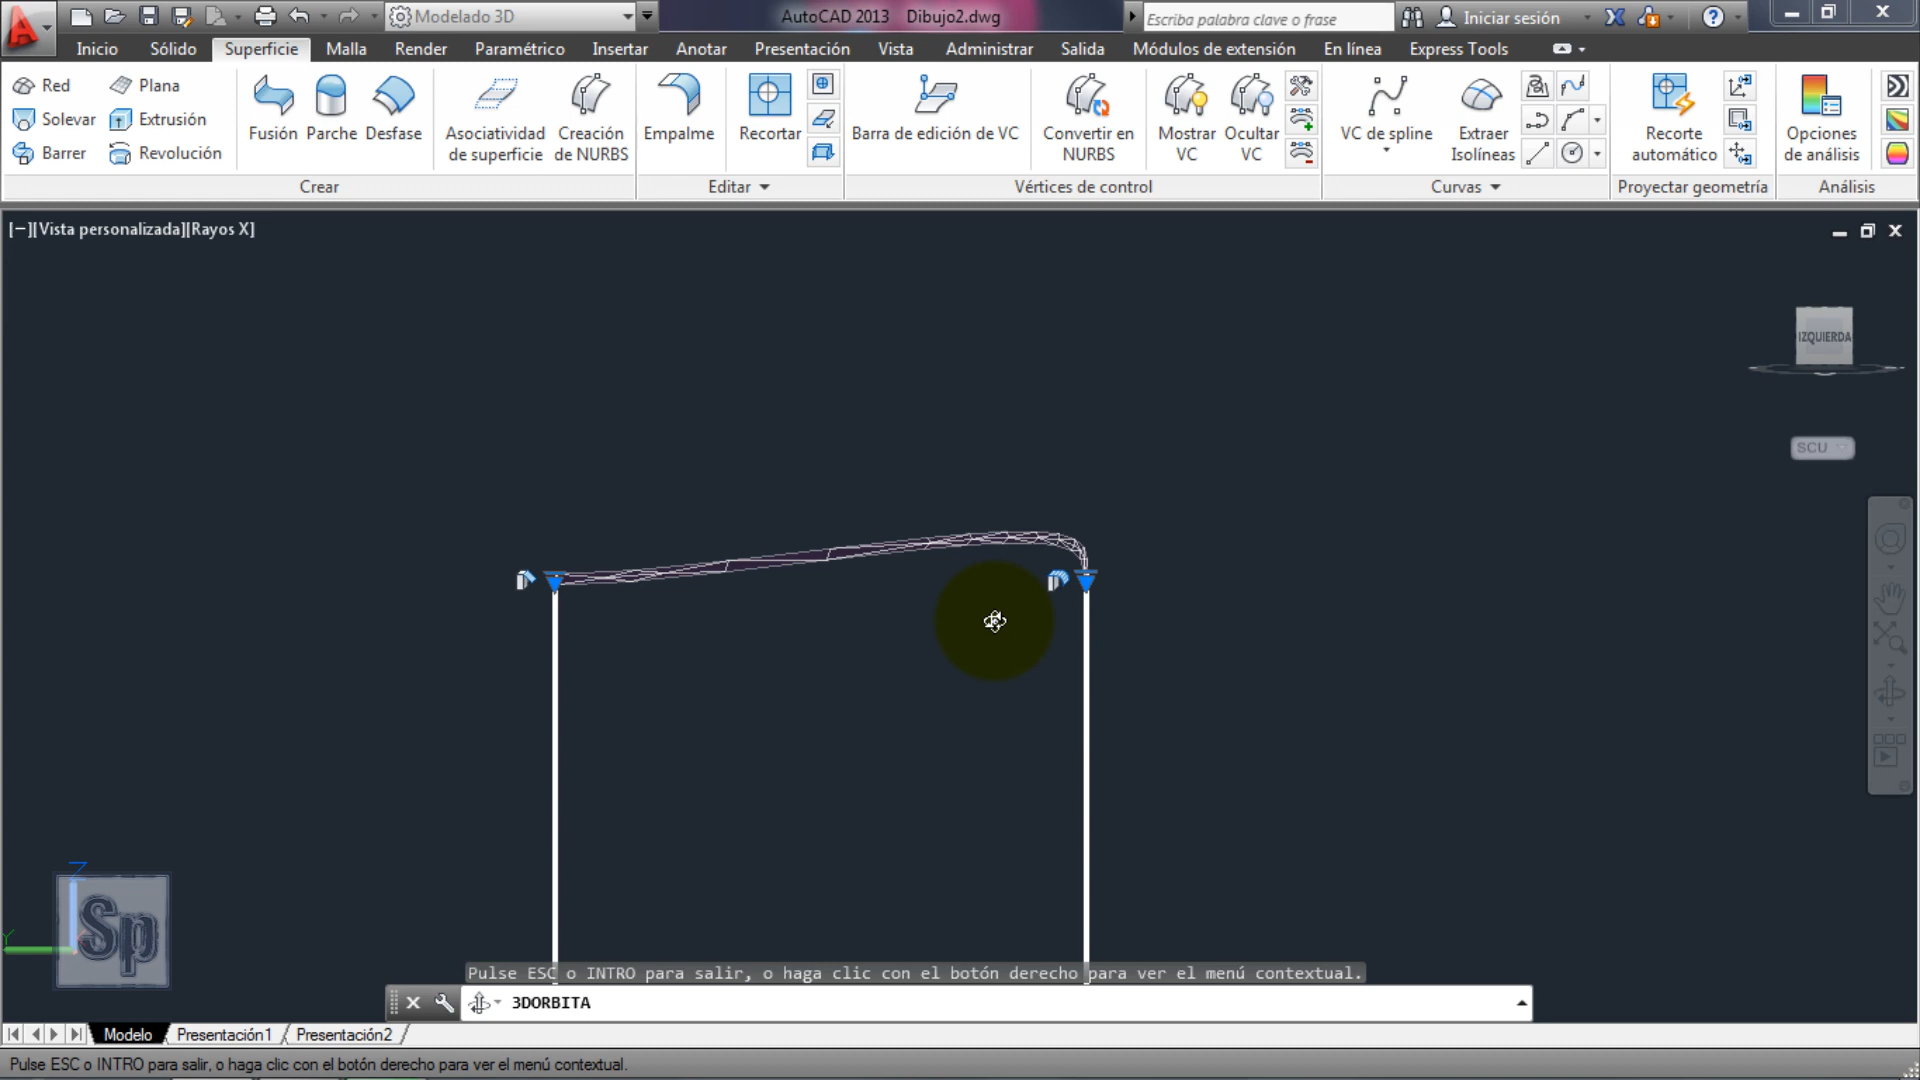 Modelado 3D
AutoCAD 2013 Dibujo2.dwg
Escriba palabra clave o frase
Iniciar sesión
Inicio Sólido Superficie Malla Render Paramétrico Insertar Anotar Presentación Vista Administrar Salida Módulos de extensión En línea Express Tools
Red Plana
Solevar Extrusión
Barrer Revolución
Fusión Parche Desfase
Asociatividad de superficie
Creación de NURBS
Empalme
Recortar
Barra de edición de VC
Convertir en NURBS
Mostrar VC
Ocultar VC
VC de spline
Extraer Isolíneas
Recorte automático
Opciones de análisis
Crear Editar Vértices de control Curvas Proyectar geometría Análisis
[−][Vista personalizada][Rayos X]
IZQUIERDA
SCU
Z
Y
Sp
Pulse ESC o INTRO para salir, o haga clic con el botón derecho para ver el menú contextual.
3DORBITA
Modelo Presentación1 Presentación2
Pulse ESC o INTRO para salir, o haga clic con el botón derecho para ver el menú contextual.